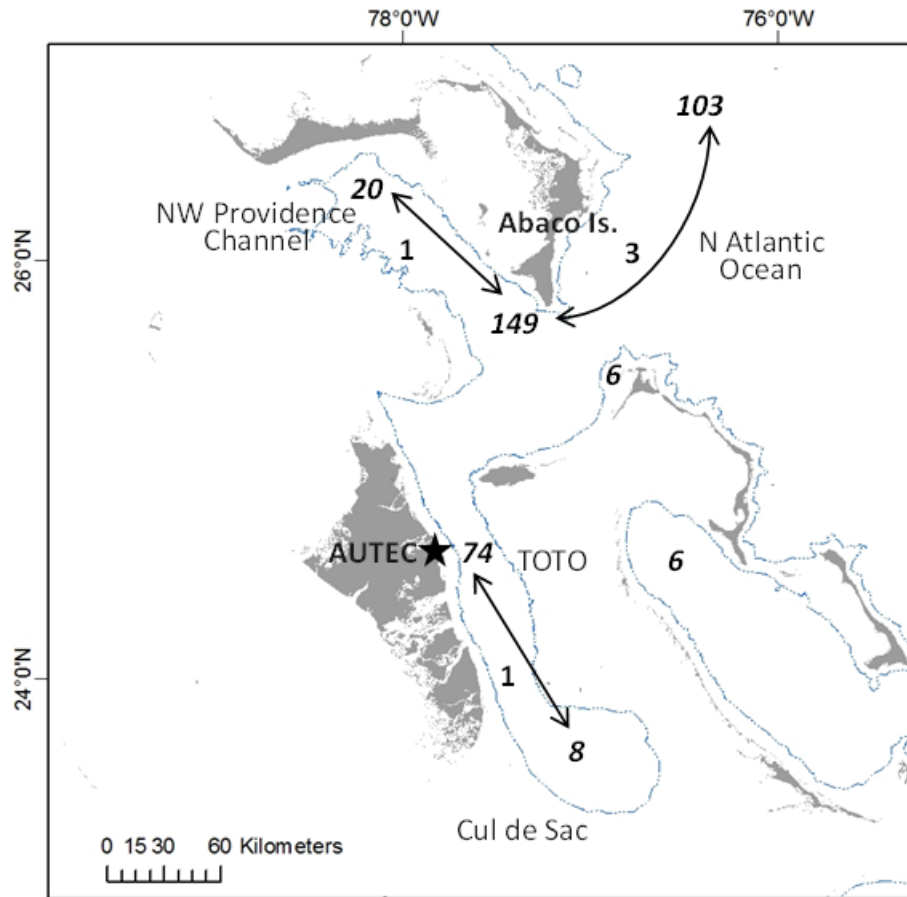 78°0'W
76°0'W
103
20
NW Providence
Channel
Abaco Is.
26°0'N
1
3
N Atlantic
Ocean
149
6
AUTEC
74
TOTO
6
24°0'N
1
8
Cul de Sac
0 15 30 60 Kilometers